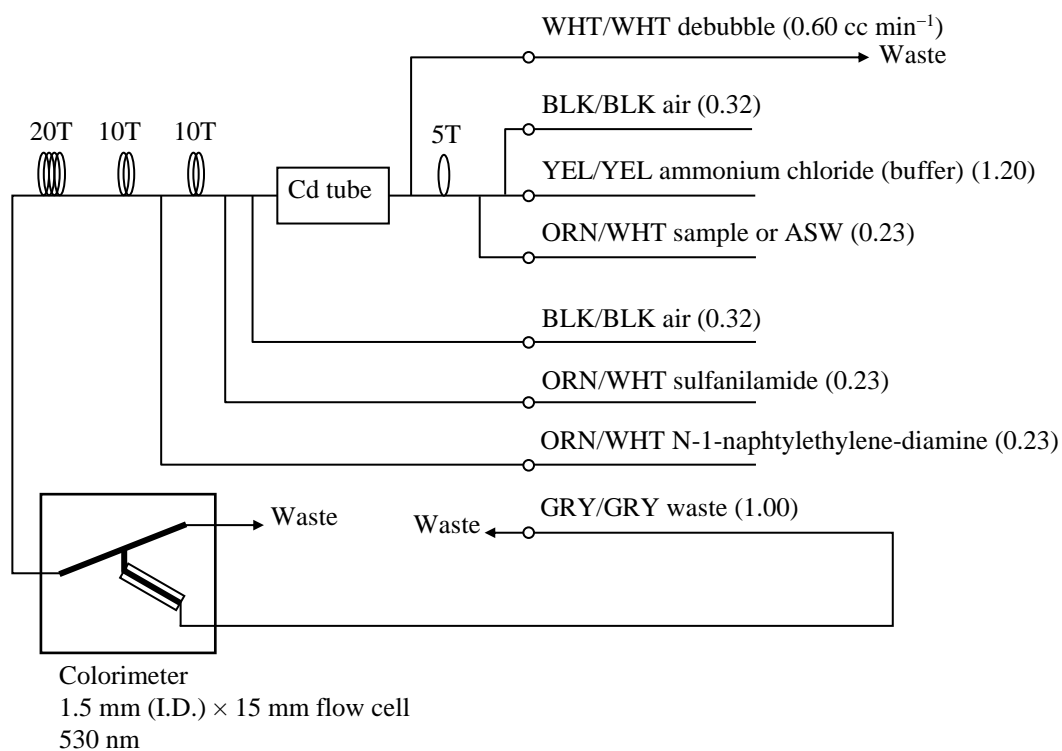 WHT/WHT debubble (0.60 cc min⁻¹)
Waste
BLK/BLK air (0.32)
20T 10T 10T 5T
YEL/YEL ammonium chloride (buffer) (1.20)
Cd tube
ORN/WHT sample or ASW (0.23)
BLK/BLK air (0.32)
ORN/WHT sulfanilamide (0.23)
ORN/WHT N-1-naphtylethylene-diamine (0.23)
GRY/GRY waste (1.00)
Waste
Waste
Colorimeter
1.5 mm (I.D.) × 15 mm flow cell
530 nm